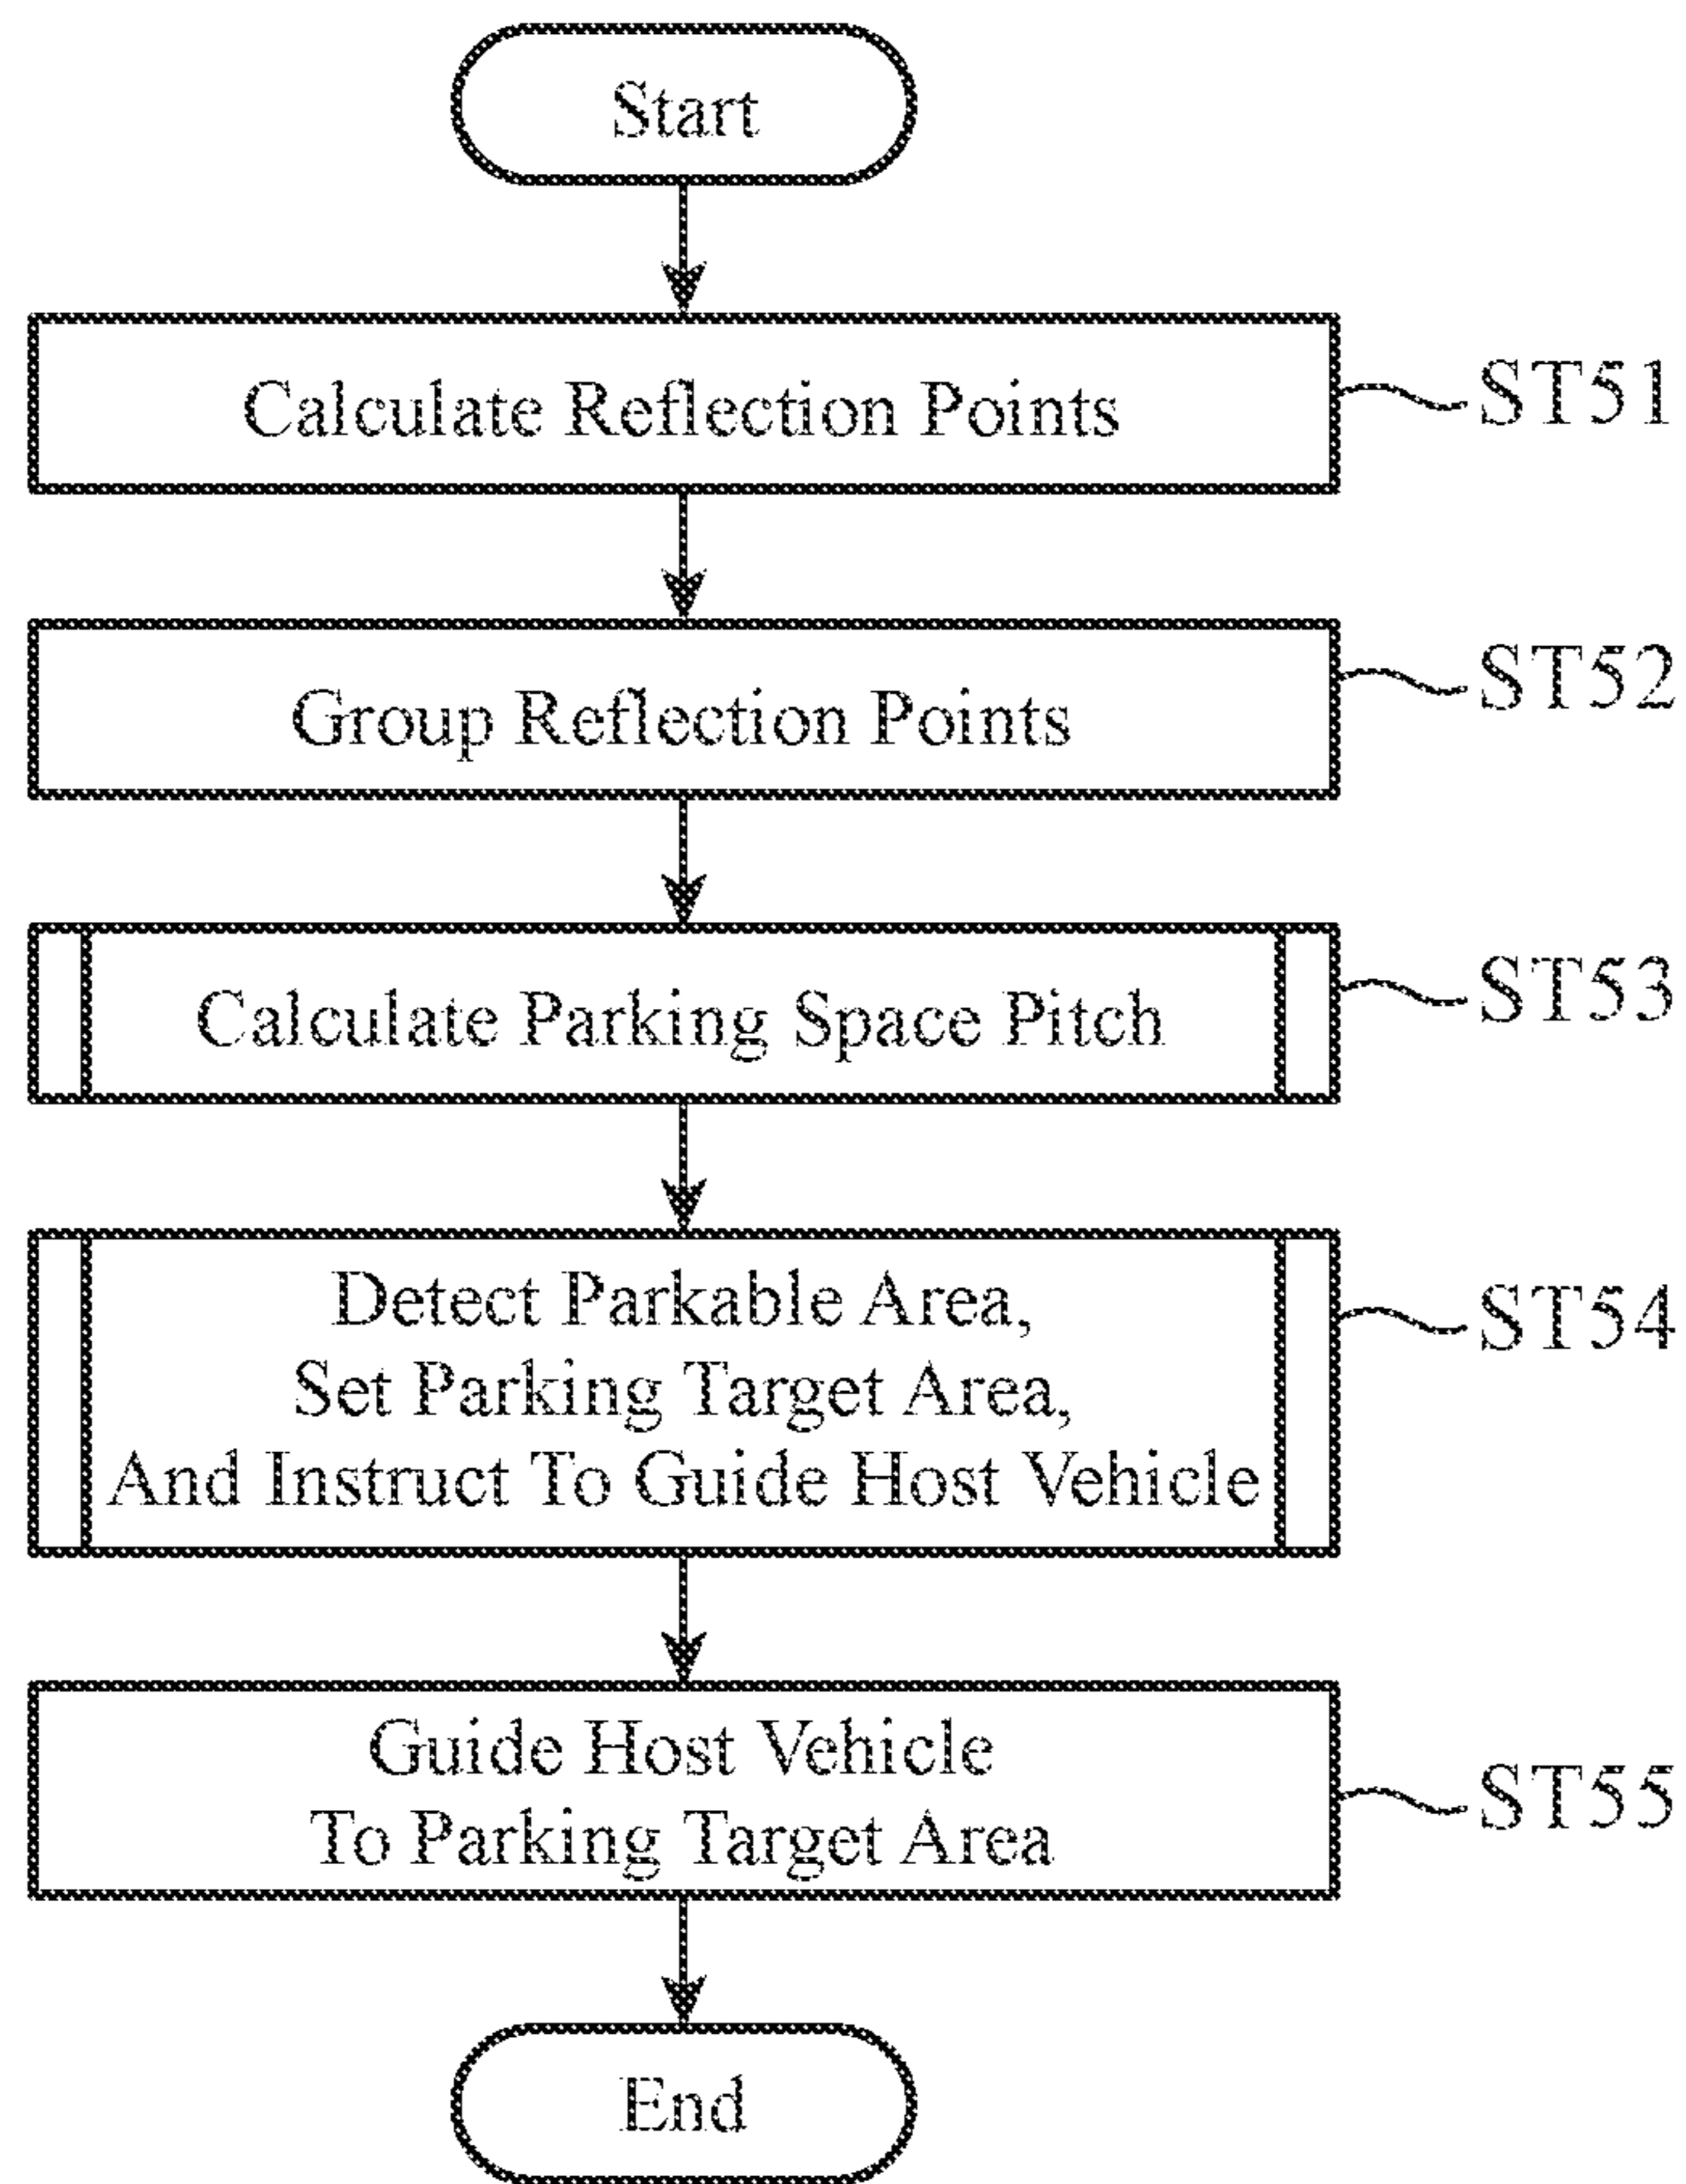 Start
Calculate Reflection Points
ST51
Group Reflection Points
ST52
Calculate Parking Space Pitch
ST53
Detect Parkable Area,
Set Parking Target Area,
And Instruct To Guide Host Vehicle
ST54
Guide Host Vehicle
To Parking Target Area
ST55
End